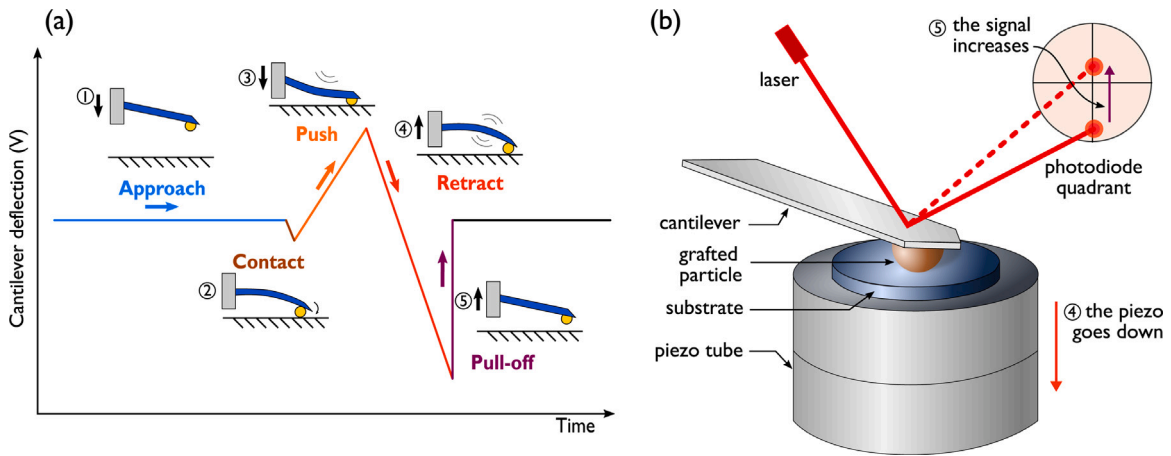 (a)
Cantilever deflection (V)
①
Approach
Contact
②
③
Push
④
Retract
⑤
Pull-off
Time
(b)
laser
⑤ the signal
increases
photodiode
quadrant
cantilever
grafted
particle
substrate
piezo tube
④ the piezo
goes down